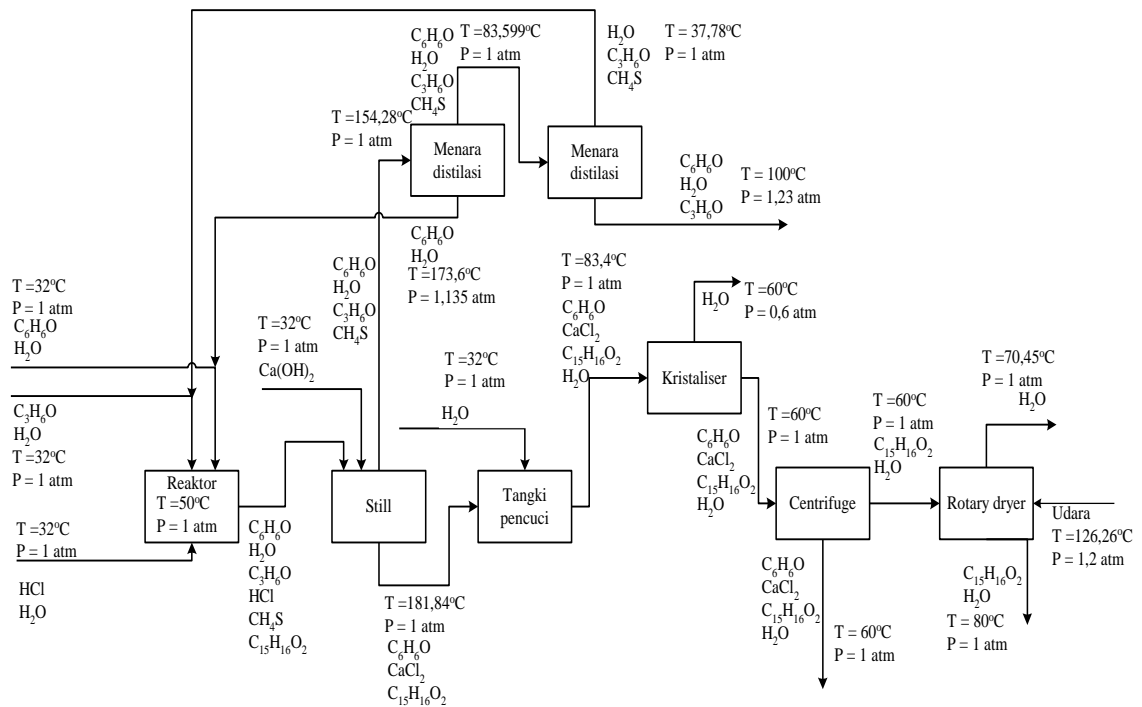 C₆H₆O
H₂O
C₃H₆O
CH₄S
T =83,599ºC
P = 1 atm
H₂O
C₃H₆O
CH₄S
T = 37,78ºC
P = 1 atm
T =154,28ºC
P = 1 atm
Menara
distilasi
Menara
distilasi
C₆H₆O
H₂O
C₃H₆O
T = 100ºC
P = 1,23 atm
C₆H₆O
H₂O
T =173,6ºC
P = 1,135 atm
C₆H₆O
H₂O
C₃H₆O
CH₄S
T =32ºC
P = 1 atm
C₆H₆O
H₂O
C₃H₆O
H₂O
T =32ºC
P = 1 atm
T =32ºC
P = 1 atm
HCl
H₂O
Reaktor
T =50ºC
P = 1 atm
C₆H₆O
H₂O
C₃H₆O
HCl
CH₄S
C₁₅H₁₆O₂
T =32ºC
P = 1 atm
Ca(OH)₂
Still
T =181,84ºC
P = 1 atm
C₆H₆O
CaCl₂
C₁₅H₁₆O₂
T =32ºC
P = 1 atm
H₂O
Tangki
pencuci
T =83,4ºC
P = 1 atm
C₆H₆O
CaCl₂
C₁₅H₁₆O₂
H₂O
Kristaliser
H₂O
T =60ºC
P = 0,6 atm
C₆H₆O
CaCl₂
C₁₅H₁₆O₂
H₂O
T =60ºC
P = 1 atm
Centrifuge
C₆H₆O
CaCl₂
C₁₅H₁₆O₂
H₂O
T =60ºC
P = 1 atm
T =60ºC
P = 1 atm
C₁₅H₁₆O₂
H₂O
Rotary dryer
T =70,45ºC
P = 1 atm
H₂O
Udara
T =126,26ºC
P = 1,2 atm
C₁₅H₁₆O₂
H₂O
T =80ºC
P = 1 atm